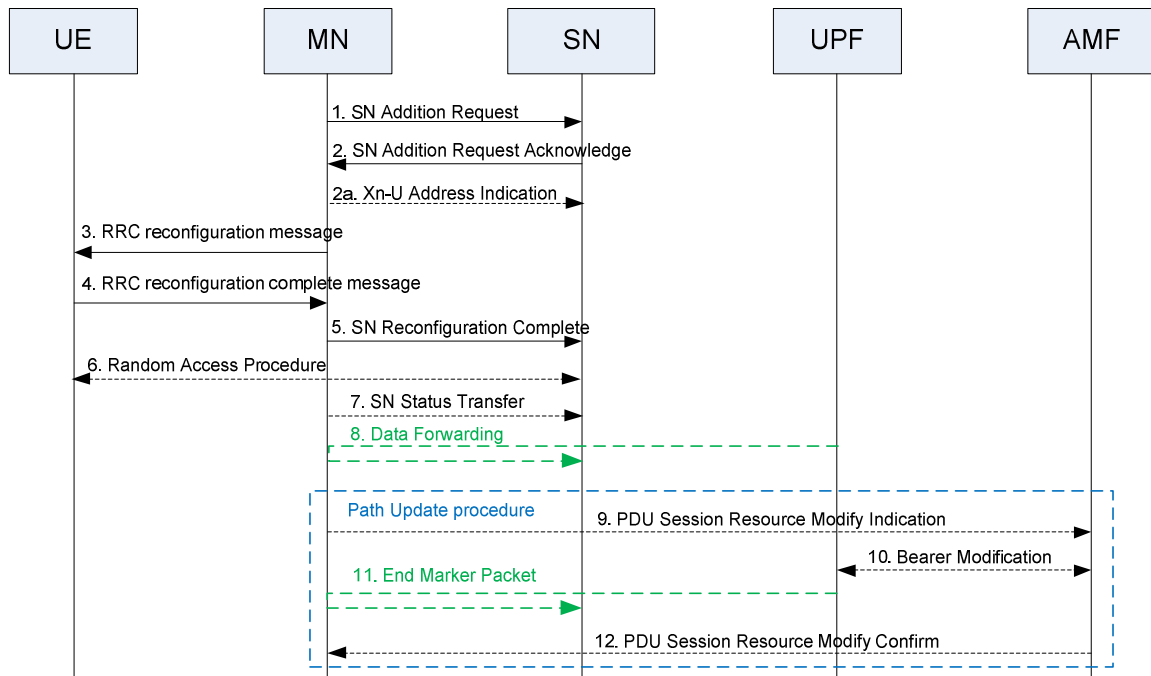 UE
MN
SN
UPF
AMF
1. SN Addition Request
2. SN Addition Request Acknowledge
2a. Xn-U Address Indication
3. RRC reconfiguration message
4. RRC reconfiguration complete message
5. SN Reconfiguration Complete
6. Random Access Procedure
7. SN Status Transfer
8. Data Forwarding
Path Update procedure
9. PDU Session Resource Modify Indication
10. Bearer Modification
11. End Marker Packet
12. PDU Session Resource Modify Confirm